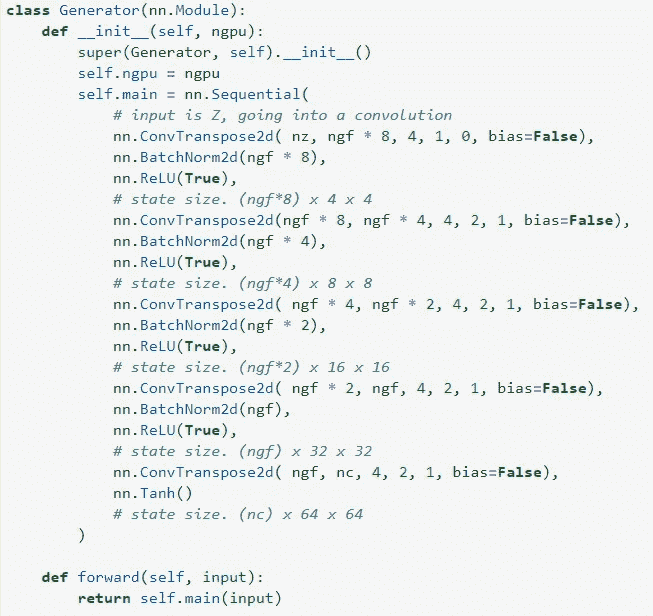 class Generator(nn.Module):
    def __init__(self, ngpu):
        super(Generator, self).__init__()
        self.ngpu = ngpu
        self.main = nn.Sequential(
            # input is Z, going into a convolution
            nn.ConvTranspose2d( nz, ngf * 8, 4, 1, 0, bias=False),
            nn.BatchNorm2d(ngf * 8),
            nn.ReLU(True),
            # state size. (ngf*8) x 4 x 4
            nn.ConvTranspose2d(ngf * 8, ngf * 4, 4, 2, 1, bias=False),
            nn.BatchNorm2d(ngf * 4),
            nn.ReLU(True),
            # state size. (ngf*4) x 8 x 8
            nn.ConvTranspose2d( ngf * 4, ngf * 2, 4, 2, 1, bias=False),
            nn.BatchNorm2d(ngf * 2),
            nn.ReLU(True),
            # state size. (ngf*2) x 16 x 16
            nn.ConvTranspose2d( ngf * 2, ngf, 4, 2, 1, bias=False),
            nn.BatchNorm2d(ngf),
            nn.ReLU(True),
            # state size. (ngf) x 32 x 32
            nn.ConvTranspose2d( ngf, nc, 4, 2, 1, bias=False),
            nn.Tanh()
            # state size. (nc) x 64 x 64
        )

    def forward(self, input):
        return self.main(input)